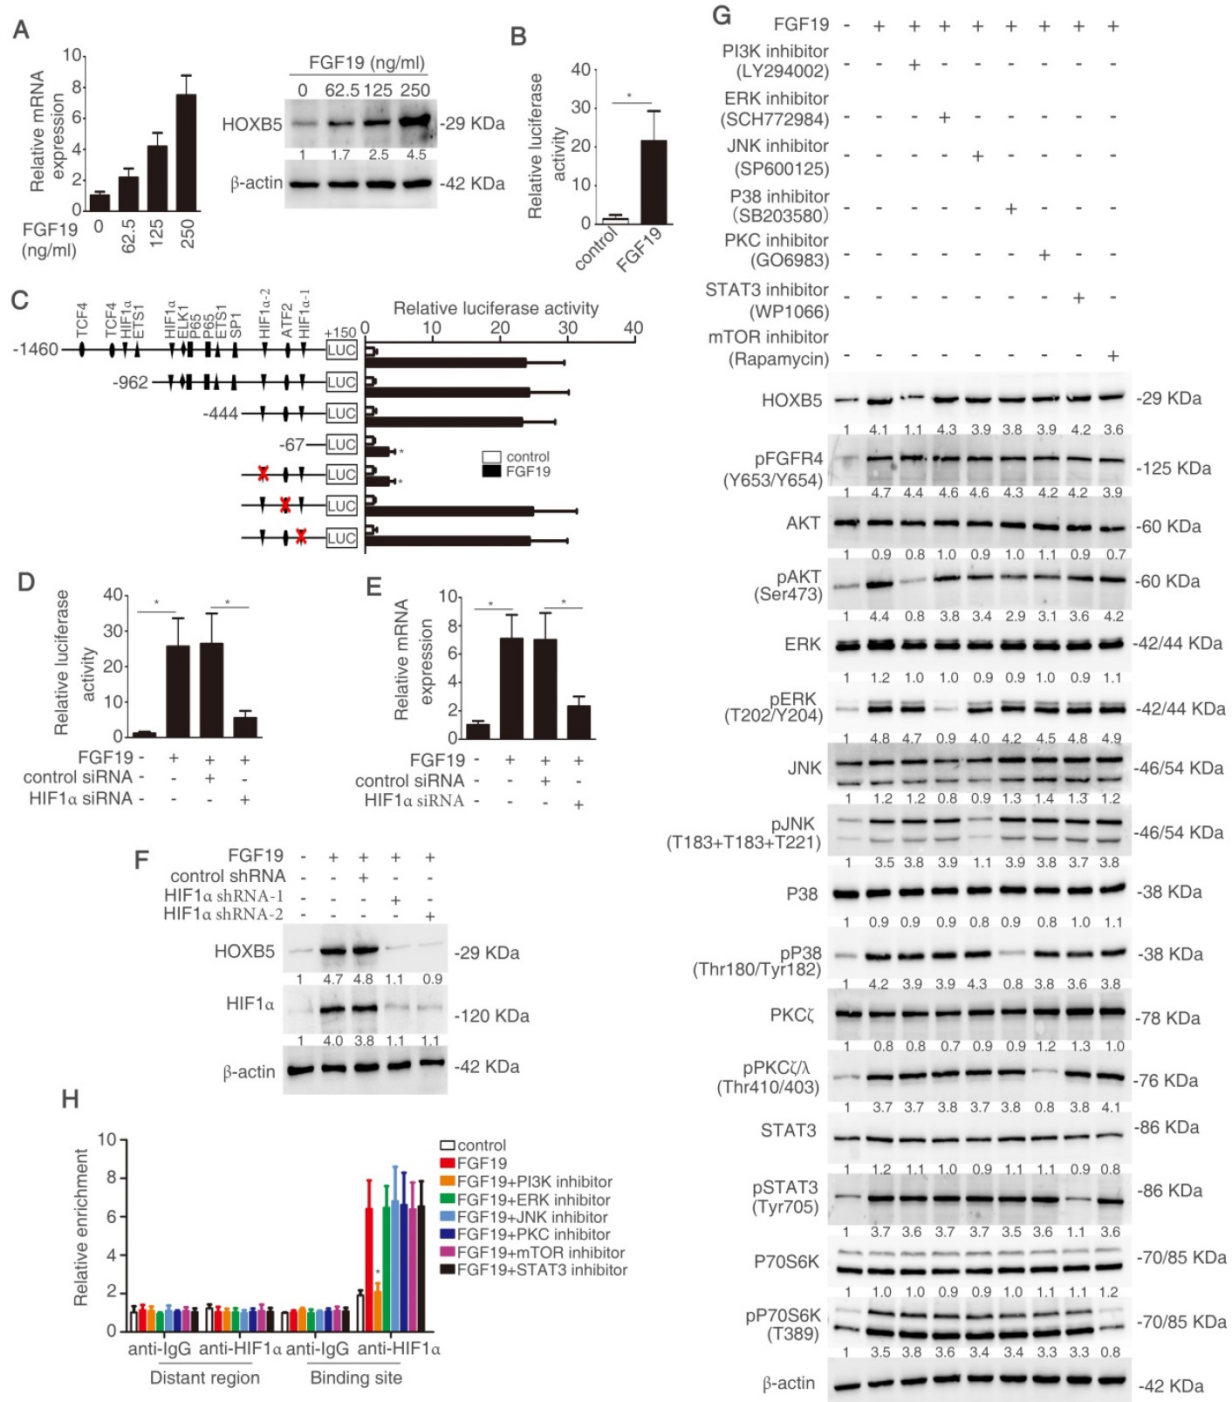 A
Relative mRNA
expression
10
8
6
4
2
0
0
62.5
125
250
FGF19
(ng/ml)
FGF19 (ng/ml)
0 62.5 125 250
HOXB5
-29 KDa
1 1.7 2.5 4.5
β-actin
-42 KDa
B
Relative luciferase
activity
40
30
20
10
0
control
FGF19
*
C
TCF4
TCF4
HIF1α
ETS1
HIF1α
ELK1
P65
P65
ETS1
SP1
HIF1α-2
ATF2
HIF1α-1
+150
Relative luciferase activity
0 10 20 30 40
-1460
LUC
-962
LUC
-444
LUC
-67
LUC
*
LUC
*
LUC
LUC
control
FGF19
D
Relative luciferase
activity
40
30
20
10
0
* *
FGF19 - + + +
control siRNA - - + -
HIF1α siRNA - - - +
E
Relative mRNA
expression
10
8
6
4
2
0
* *
- + + +
- - + -
- - - +
F
FGF19 - + + + +
control shRNA - - + - -
HIF1α shRNA-1 - - - + -
HIF1α shRNA-2 - - - - +
HOXB5
-29 KDa
1 4.7 4.8 1.1 0.9
HIF1α
-120 KDa
1 4.0 3.8 1.1 1.1
β-actin
-42 KDa
G
FGF19 - + + + + + + + +
PI3K inhibitor
(LY294002)
- - + - - - - - -
ERK inhibitor
(SCH772984)
- - - + - - - - -
JNK inhibitor
(SP600125)
- - - - + - - - -
P38 inhibitor
(SB203580)
- - - - - + - - -
PKC inhibitor
(GO6983)
- - - - - - + - -
STAT3 inhibitor
(WP1066)
- - - - - - - + -
mTOR inhibitor
(Rapamycin)
- - - - - - - - +
HOXB5
-29 KDa
1 4.1 1.1 4.3 3.9 3.8 3.9 4.2 3.6
pFGFR4
(Y653/Y654)
-125 KDa
1 4.7 4.4 4.6 4.6 4.3 4.2 4.2 3.9
AKT
-60 KDa
1 0.9 0.8 1.0 0.9 1.0 1.1 0.9 0.7
pAKT
(Ser473)
-60 KDa
1 4.4 0.8 3.8 3.4 2.9 3.1 3.6 4.2
ERK
-42/44 KDa
1 1.2 1.0 1.0 0.9 0.9 1.0 0.9 1.1
pERK
(T202/Y204)
-42/44 KDa
1 4.8 4.7 0.9 4.0 4.2 4.5 4.8 4.9
JNK
-46/54 KDa
1 1.2 1.2 0.8 0.9 1.3 1.4 1.3 1.2
pJNK
(T183+T183+T221)
-46/54 KDa
1 3.5 3.8 3.9 1.1 3.9 3.8 3.7 3.8
P38
-38 KDa
1 0.9 0.9 0.9 0.8 0.9 0.8 1.0 1.1
pP38
(Thr180/Tyr182)
-38 KDa
1 4.2 3.9 3.9 4.3 0.8 3.8 3.6 3.8
PKCζ
-78 KDa
1 0.8 0.8 0.7 0.9 0.9 1.2 1.3 1.0
pPKCζ/λ
(Thr410/403)
-76 KDa
1 3.7 3.7 3.8 3.7 3.8 0.8 3.8 4.1
STAT3
-86 KDa
1 1.2 1.1 1.0 0.9 1.1 1.1 0.9 0.8
pSTAT3
(Tyr705)
-86 KDa
1 3.7 3.6 3.7 3.7 3.5 3.6 1.1 3.6
P70S6K
-70/85 KDa
1 1.0 1.0 0.9 0.9 1.0 1.1 1.1 1.2
pP70S6K
(T389)
-70/85 KDa
1 3.5 3.8 3.6 3.4 3.4 3.3 3.3 0.8
β-actin
-42 KDa
H
Relative enrichment
10
8
6
4
2
0
*
control
FGF19
FGF19+PI3K inhibitor
FGF19+ERK inhibitor
FGF19+JNK inhibitor
FGF19+PKC inhibitor
FGF19+mTOR inhibitor
FGF19+STAT3 inhibitor
anti-IgG anti-HIF1α anti-IgG anti-HIF1α
Distant region Binding site